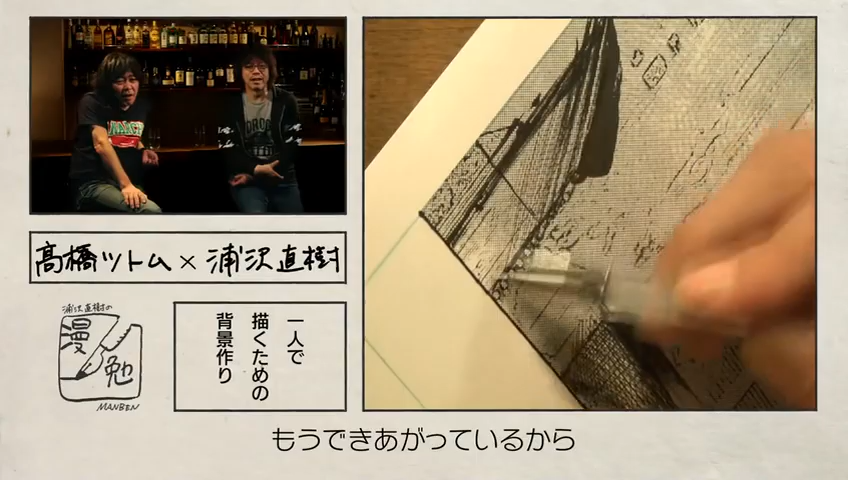 髙橋ツトム×浦沢直樹
浦沢直樹の
漫
勉
MANBEN
一人で
描くための
背景作り
もうできあがっているから